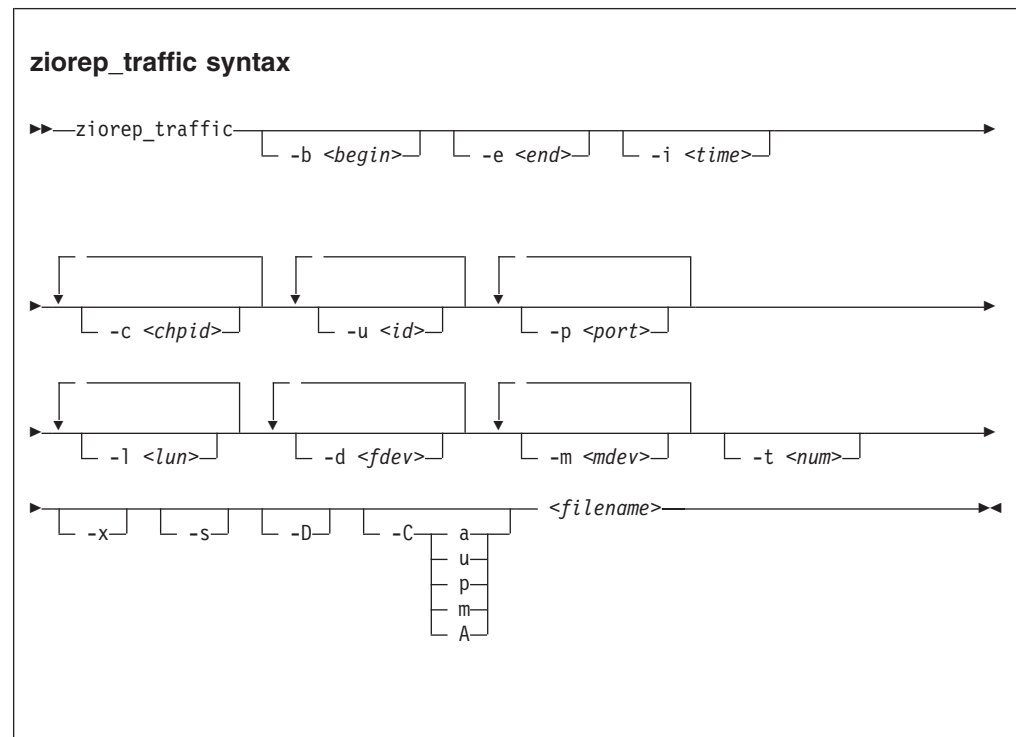 ziorep_traffic syntax
ziorep_traffic
-b <begin> -e <end> -i <time>
-c <chpid> -u <id> -p <port>
-l <lun> -d <fdev> -m <mdev> -t <num>
<filename>
-x -s -D -C a
u
p
m
A